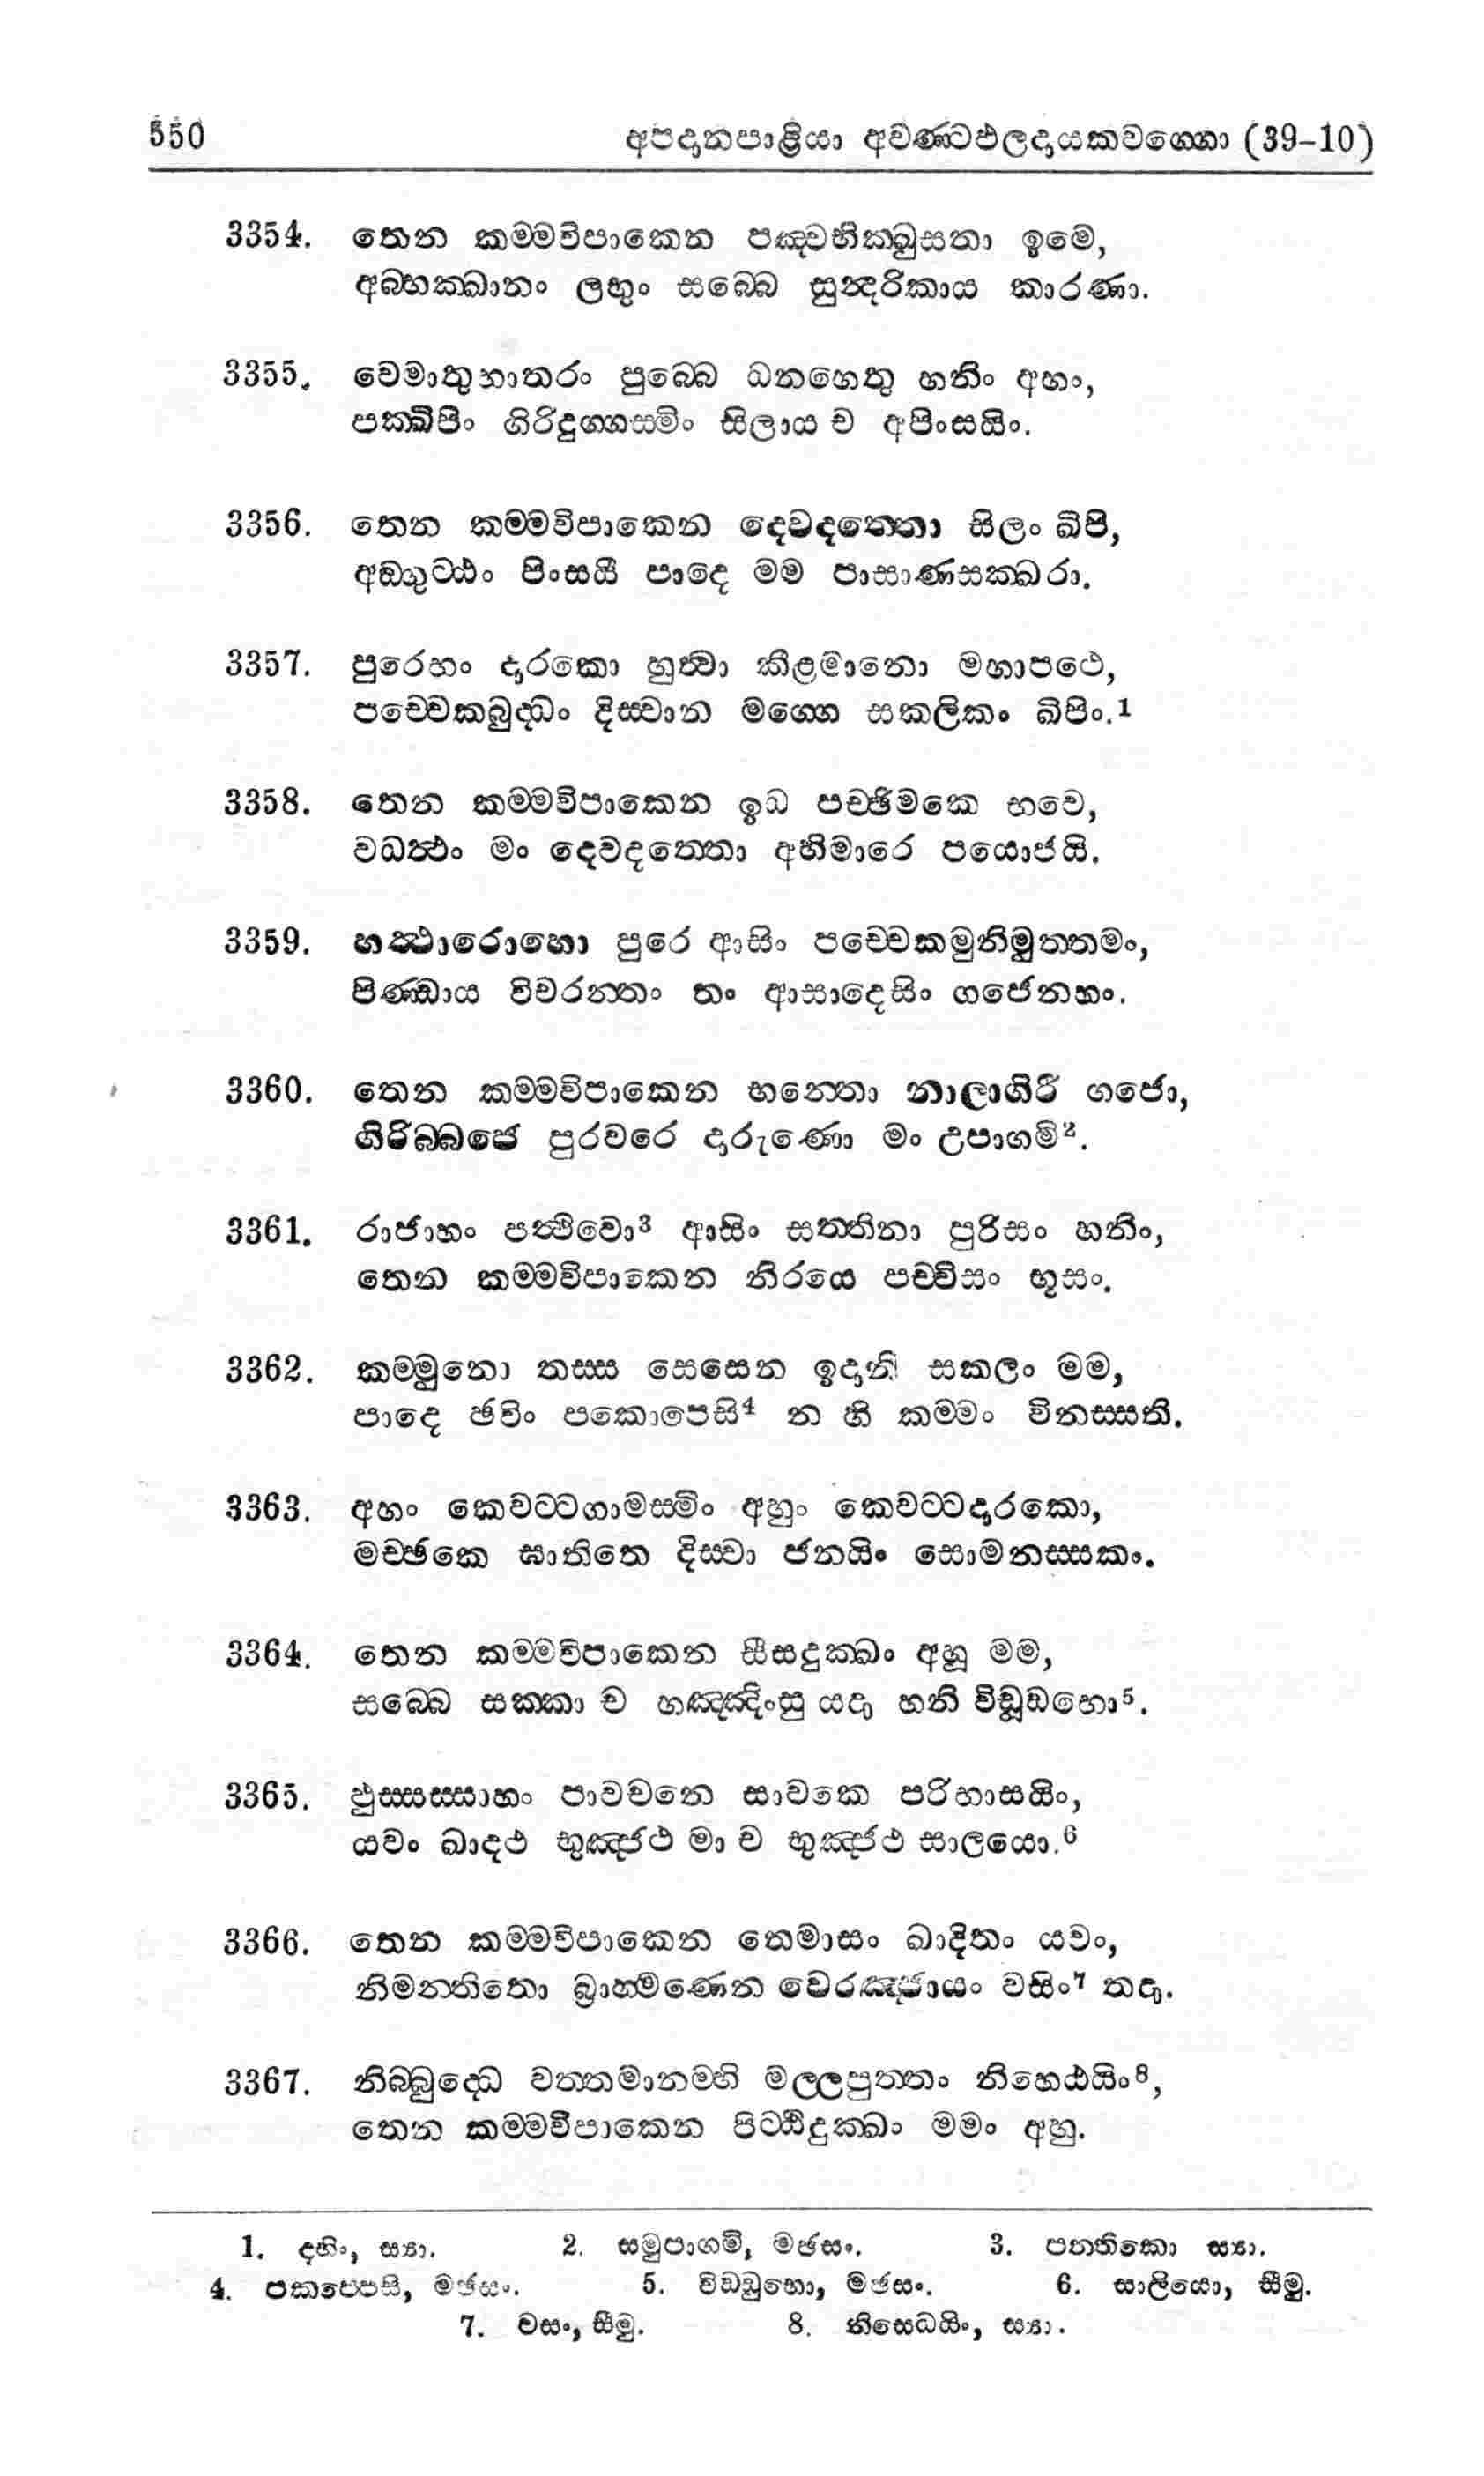 550 අපදානපාළියා අවණ්ටඵලදායකවග්ගො (39–10)
3354. තෙන කම්මවිපාකෙන පඤ්චභික්ඛුසතා ඉමෙ,
අබ්භක්ඛානං ලභුං සබ්බෙ සුන්දරිකාය කාරණා.
3355. වෙමාතුභාතරං පුබ්බෙ ධනහෙතු හනිං අහං,
පක්ඛිපිං ගිරිදුග්ගස්මිං සිලාය ච අපිංසයිං.
3356. තෙන කම්මවිපාකෙන දෙවදත්තො සිලං ඛිපි,
අඞ්ගුට්ඨං පිංසයී පාදෙ මම පාසාණසක්ඛරා.
3357. පුරෙහං දාරකො හුත්වා කීළමානො මහාපථෙ,
පච්චෙකබුද්ධං දිස්වාන මග්ගෙ සකලිකං ඛිපිං.1
3358. තෙන කම්මවිපාකෙන ඉධ පච්ඡිමකෙ භවෙ,
වධත්ථං මං දෙවදත්තො අභිමාරෙ පයොජයි.
3359. හත්ථාරොහො පුරෙ ආසිං පච්චෙකමුනිමුත්තමං,
පිණ්ඩාය විචරන්තං තං ආසාදෙසිං ගජෙනහං.
3360. තෙන කම්මවිපාකෙන භන්තො නාලාගිරී ගජො,
ගිරිබ්බජෙ පුරවරෙ දාරුණො මං උපාගමි2.
3361. රාජාහං පත්ථිවො3 ආසිං සත්තිනා පුරිසං හනිං,
තෙන කම්මවිපාකෙන නිරයෙ පච්චිසං භූසං.
3362. කම්මුනො තස්ස සෙසෙන ඉදානි සකලං මම,
පාදෙ ඡවිං පකොපෙසි4 න හි කම්මං විනස්සති.
3363. අහං කෙවට්ටගාමස්මිං අහුං කෙවට්ටදාරකො,
මච්ඡකෙ ඝාතිතෙ දිස්වා ජනයිං සොමනස්සකං.
3364. තෙන කම්මවිපාකෙන සීසදුක්ඛං අහූ මම,
සබ්බෙ සක්කා ච හඤ්ඤිංසු යදා හනි විඩූඩභො5.
3365. ඵුස්සස්සාහං පාවචනෙ සාවකෙ පරිභාසයිං,
යවං ඛාදථ භුඤ්ජථ මා ච භුඤ්ජථ සාලයො.6
3366. තෙන කම්මවිපාකෙන තෙමාසං ඛාදිතං යවං,
නිමන්තිතො බ්‍රාහ්මණෙන වෙරඤ්ජායං වසිං7 තදා.
3367. නිබ්බුද්ධෙ වත්තමානම්හි මල්ලපුත්තං නිහෙඨයිං8,
තෙන කම්මවිපාකෙන පිට්ඨිදුක්ඛං මමං අහු.
1. දහිං, ස්‍යා. 2. සමුපාගමි, මඡසං. 3. පත්තිකො ස්‍යා.
4. පකප්පෙසි, මඡසං. 5. විඩඩුභො, මඡසං. 6. සාලියො, සීමු.
7. වසං, සීමු. 8. නිසෙධයිං, ස්‍යා.